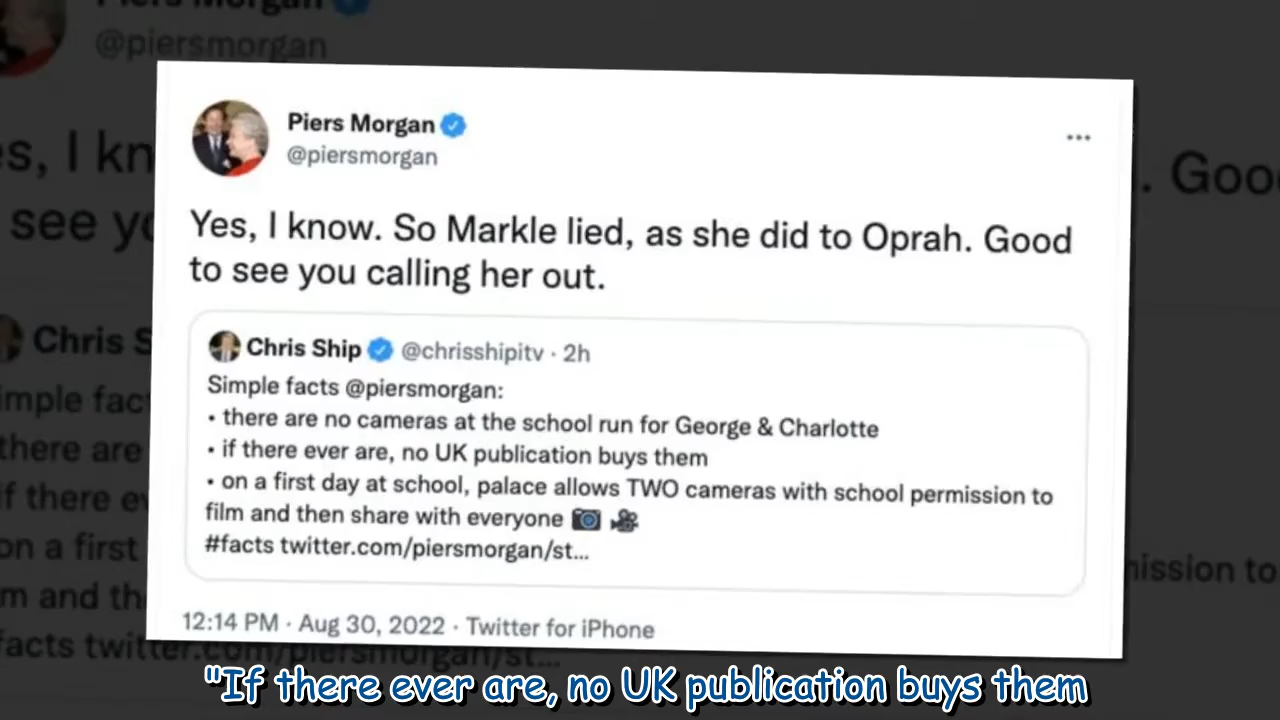 Piers Morgan
@piersmorgan
Yes, I know. So Markle lied, as she did to Oprah. Good
to see you calling her out.
Chris Ship @chrisshipitv · 2h
Simple facts @piersmorgan:
• there are no cameras at the school run for George & Charlotte
• if there ever are, no UK publication buys them
• on a first day at school, palace allows TWO cameras with school permission to
film and then share with everyone 📷 🎥
#facts twitter.com/piersmorgan/st...
12:14 PM · Aug 30, 2022 · Twitter for iPhone
"If there ever are, no UK publication buys them